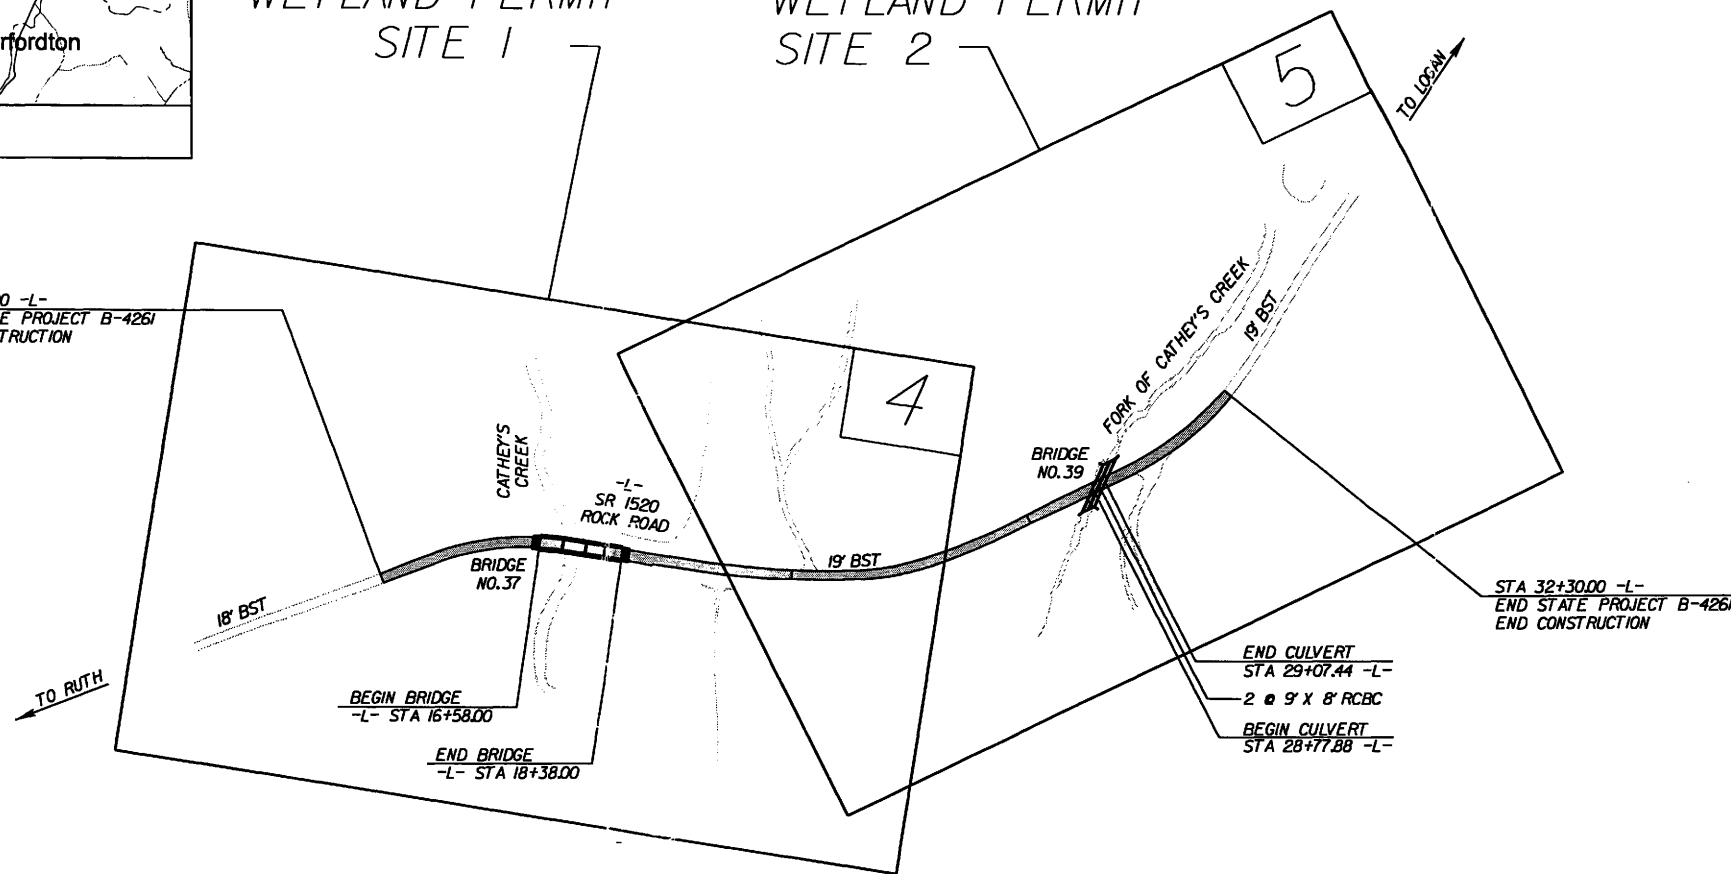 WETLAND PERMIT
SITE 1
WETLAND PERMIT
SITE 2
rfordton
5
TO LOGAN
0 -L-
E PROJECT B-4261
TRUCTION
4
FORK OF CATHEY'S CREEK
19' BST
CATHEY'S
CREEK
BRIDGE
NO.39
-L-
SR 1520
ROCK ROAD
BRIDGE
NO.37
19' BST
18' BST
TO RUTH
BEGIN BRIDGE
-L- STA 16+58.00
END BRIDGE
-L- STA 18+38.00
STA 32+30.00 -L-
END STATE PROJECT B-4261
END CONSTRUCTION
END CULVERT
STA 29+07.44 -L-
2 @ 9' X 8' RCBC
BEGIN CULVERT
STA 28+77.88 -L-